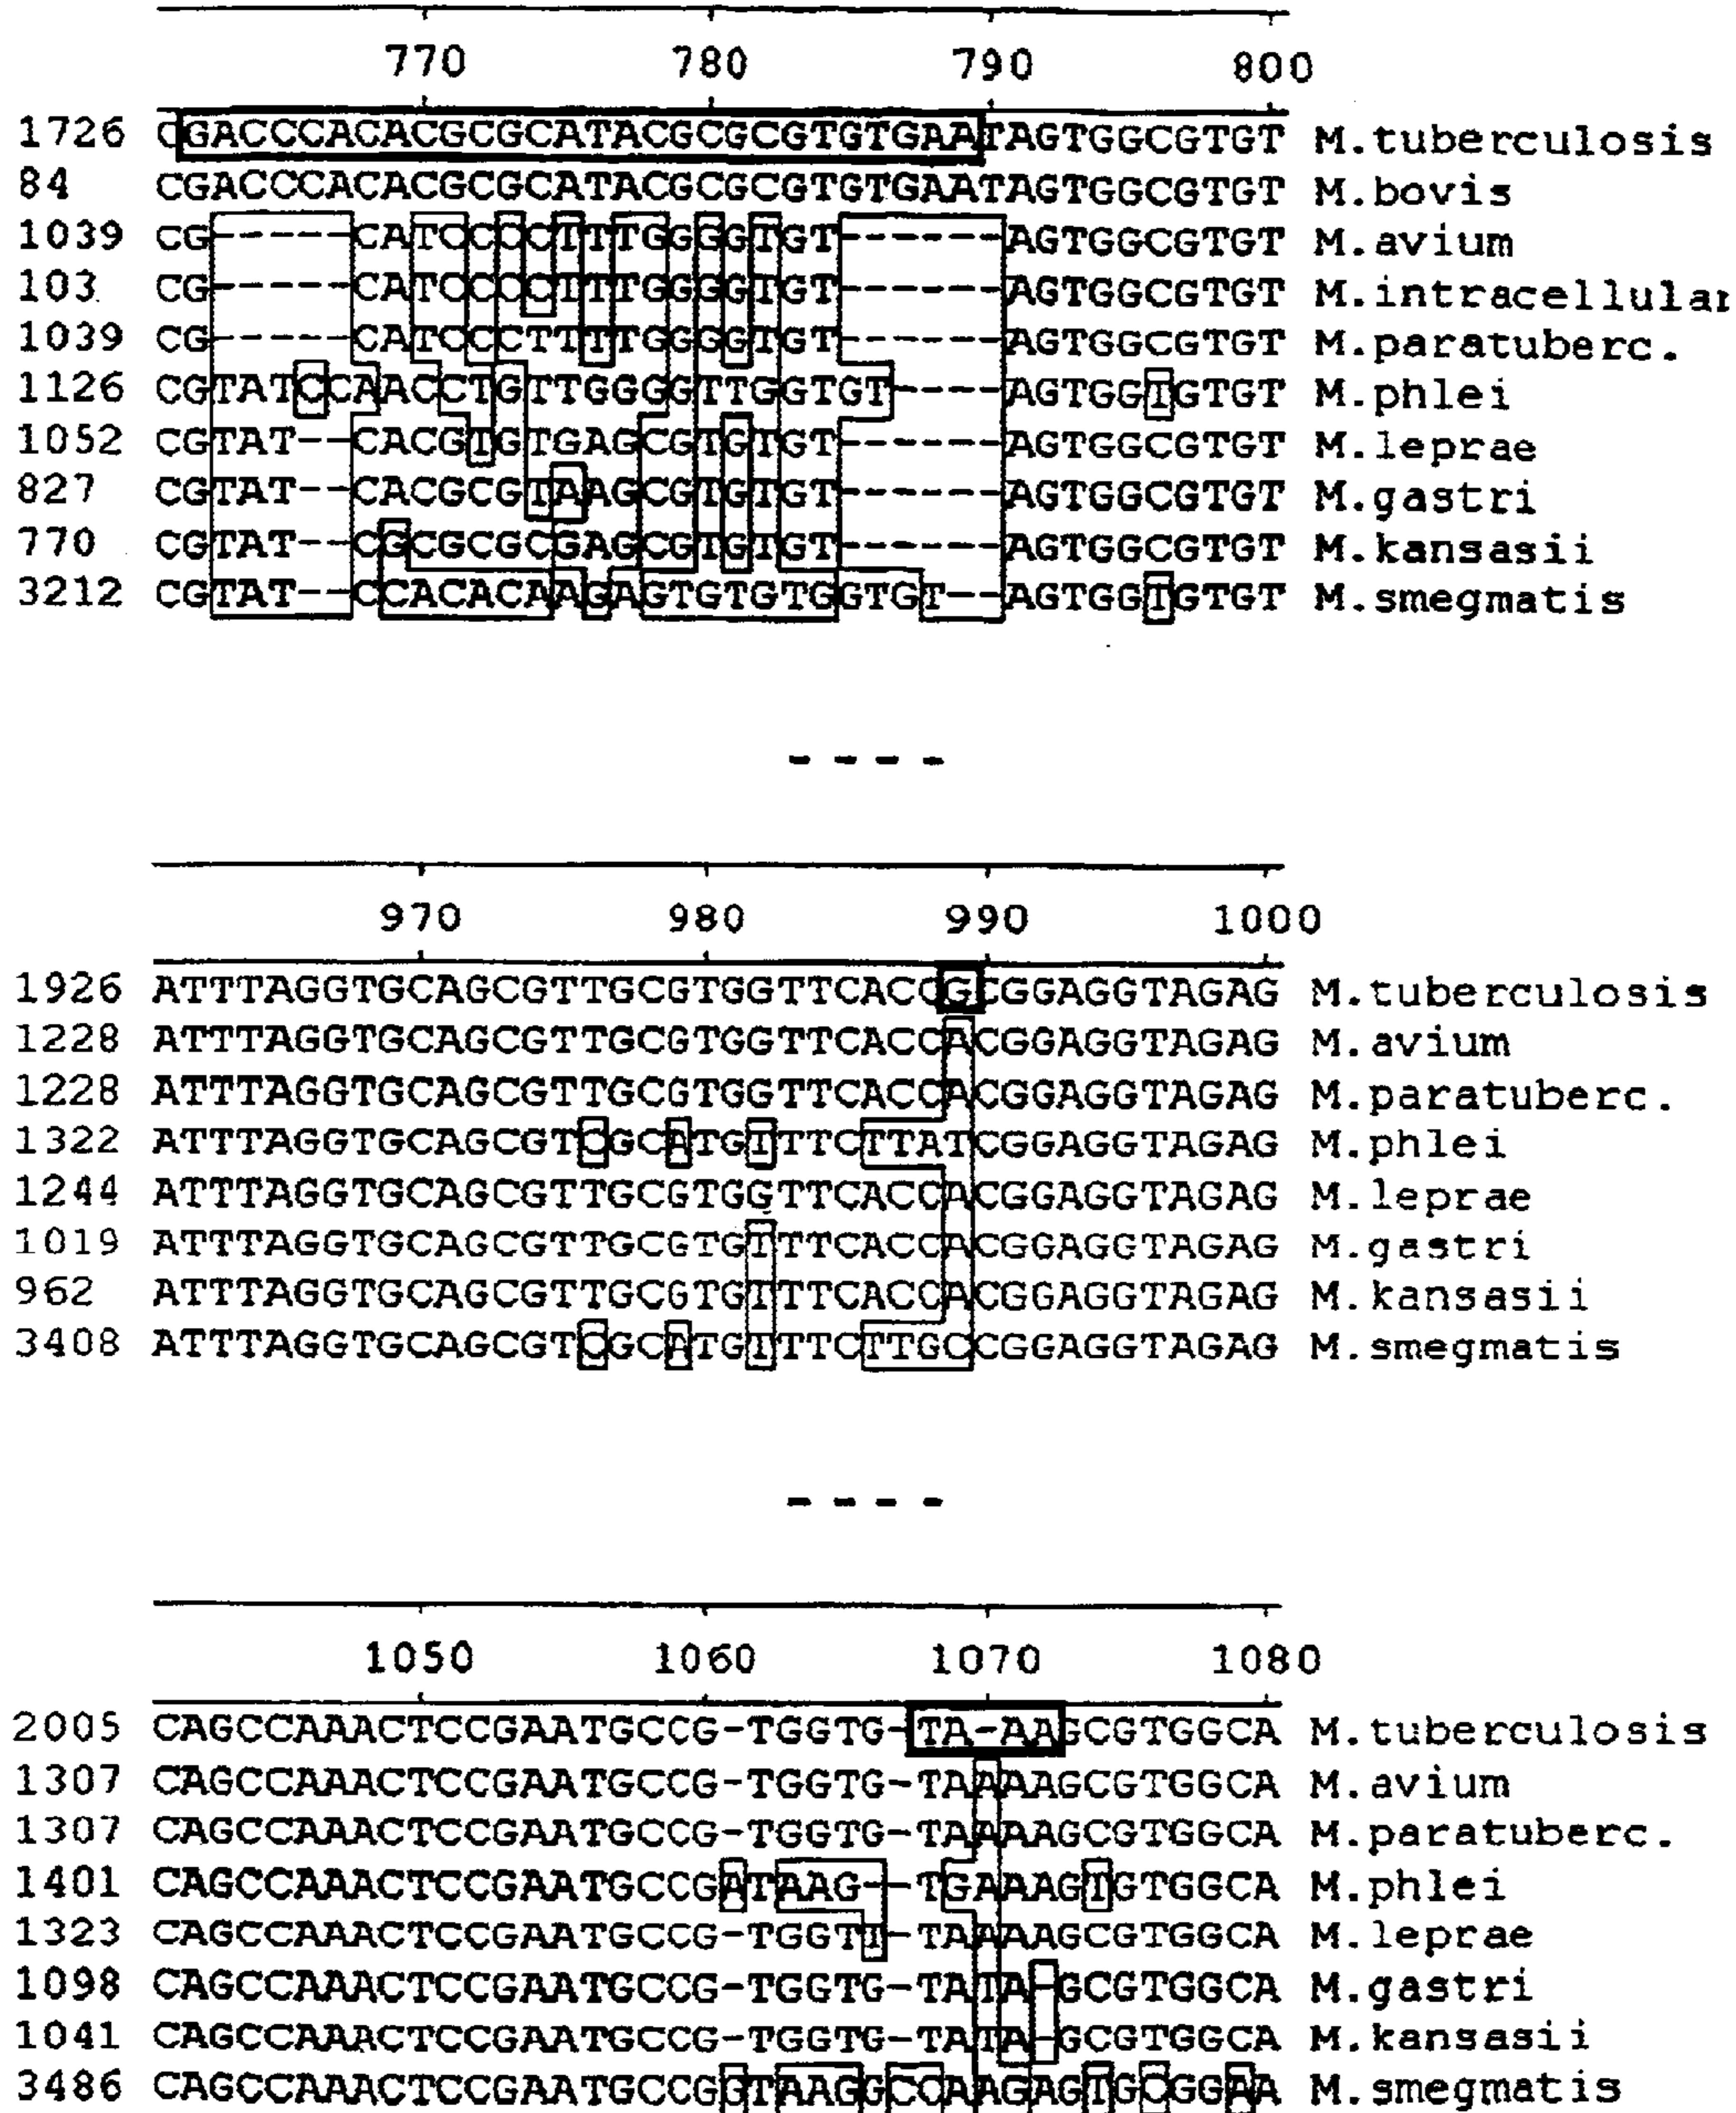 770 780 790 800
1726 CGACCCACACGCGCATACGCGCGTGTGAATAGTGGCGTGT M.tuberculosis
84 CGACCCACACGCGCATACGCGCGTGTGAATAGTGGCGTGT M.bovis
1039 CG-----CATCCCCTTTGGGGTGT------AGTGGCGTGT M.avium
103 CG-----CATCCCCTTTGGGGTGT------AGTGGCGTGT M.intracellular
1039 CG-----CATCCCTTTTGGGGTGT------AGTGGCGTGT M.paratuberc.
1126 CGTATCCAACCTGTTGGGGTTGGTGT----AGTGGTGTGT M.phlei
1052 CGTAT--CACGTGTGAGCGTGTGT------AGTGGCGTGT M.leprae
827 CGTAT--CACGCGTAAGCGTGTGT------AGTGGCGTGT M.gastri
770 CGTAT--CGCGCGCGAGCGTGTGT------AGTGGCGTGT M.kansasii
3212 CGTAT--CCACACAAGAGTGTGTGGTGT--AGTGGTGTGT M.smegmatis
----
970 980 990 1000
1926 ATTTAGGTGCAGCGTTGCGTGGTTCACCGCGGAGGTAGAG M.tuberculosis
1228 ATTTAGGTGCAGCGTTGCGTGGTTCACCACGGAGGTAGAG M.avium
1228 ATTTAGGTGCAGCGTTGCGTGGTTCACCACGGAGGTAGAG M.paratuberc.
1322 ATTTAGGTGCAGCGTCGCATGTTTCTTATCGGAGGTAGAG M.phlei
1244 ATTTAGGTGCAGCGTTGCGTGGTTCACCACGGAGGTAGAG M.leprae
1019 ATTTAGGTGCAGCGTTGCGTGTTTCACCACGGAGGTAGAG M.gastri
962 ATTTAGGTGCAGCGTTGCGTGTTTCACCACGGAGGTAGAG M.kansasii
3408 ATTTAGGTGCAGCGTCGCATGTTTCTTGCCGGAGGTAGAG M.smegmatis
----
1050 1060 1070 1080
2005 CAGCCAAACTCCGAATGCCG-TGGTG-TA-AAGCGTGGCA M.tuberculosis
1307 CAGCCAAACTCCGAATGCCG-TGGTG-TAAAAGCGTGGCA M.avium
1307 CAGCCAAACTCCGAATGCCG-TGGTG-TAAAAGCGTGGCA M.paratuberc.
1401 CAGCCAAACTCCGAATGCCGATAAG--TGAAAGTGTGGCA M.phlei
1323 CAGCCAAACTCCGAATGCCG-TGGTT-TAAAAGCGTGGCA M.leprae
1098 CAGCCAAACTCCGAATGCCG-TGGTG-TATA-GCGTGGCA M.gastri
1041 CAGCCAAACTCCGAATGCCG-TGGTG-TATA-GCGTGGCA M.kansasii
3486 CAGCCAAACTCCGAATGCCGGTAAGGCCAAGAGTGCGGAA M.smegmatis